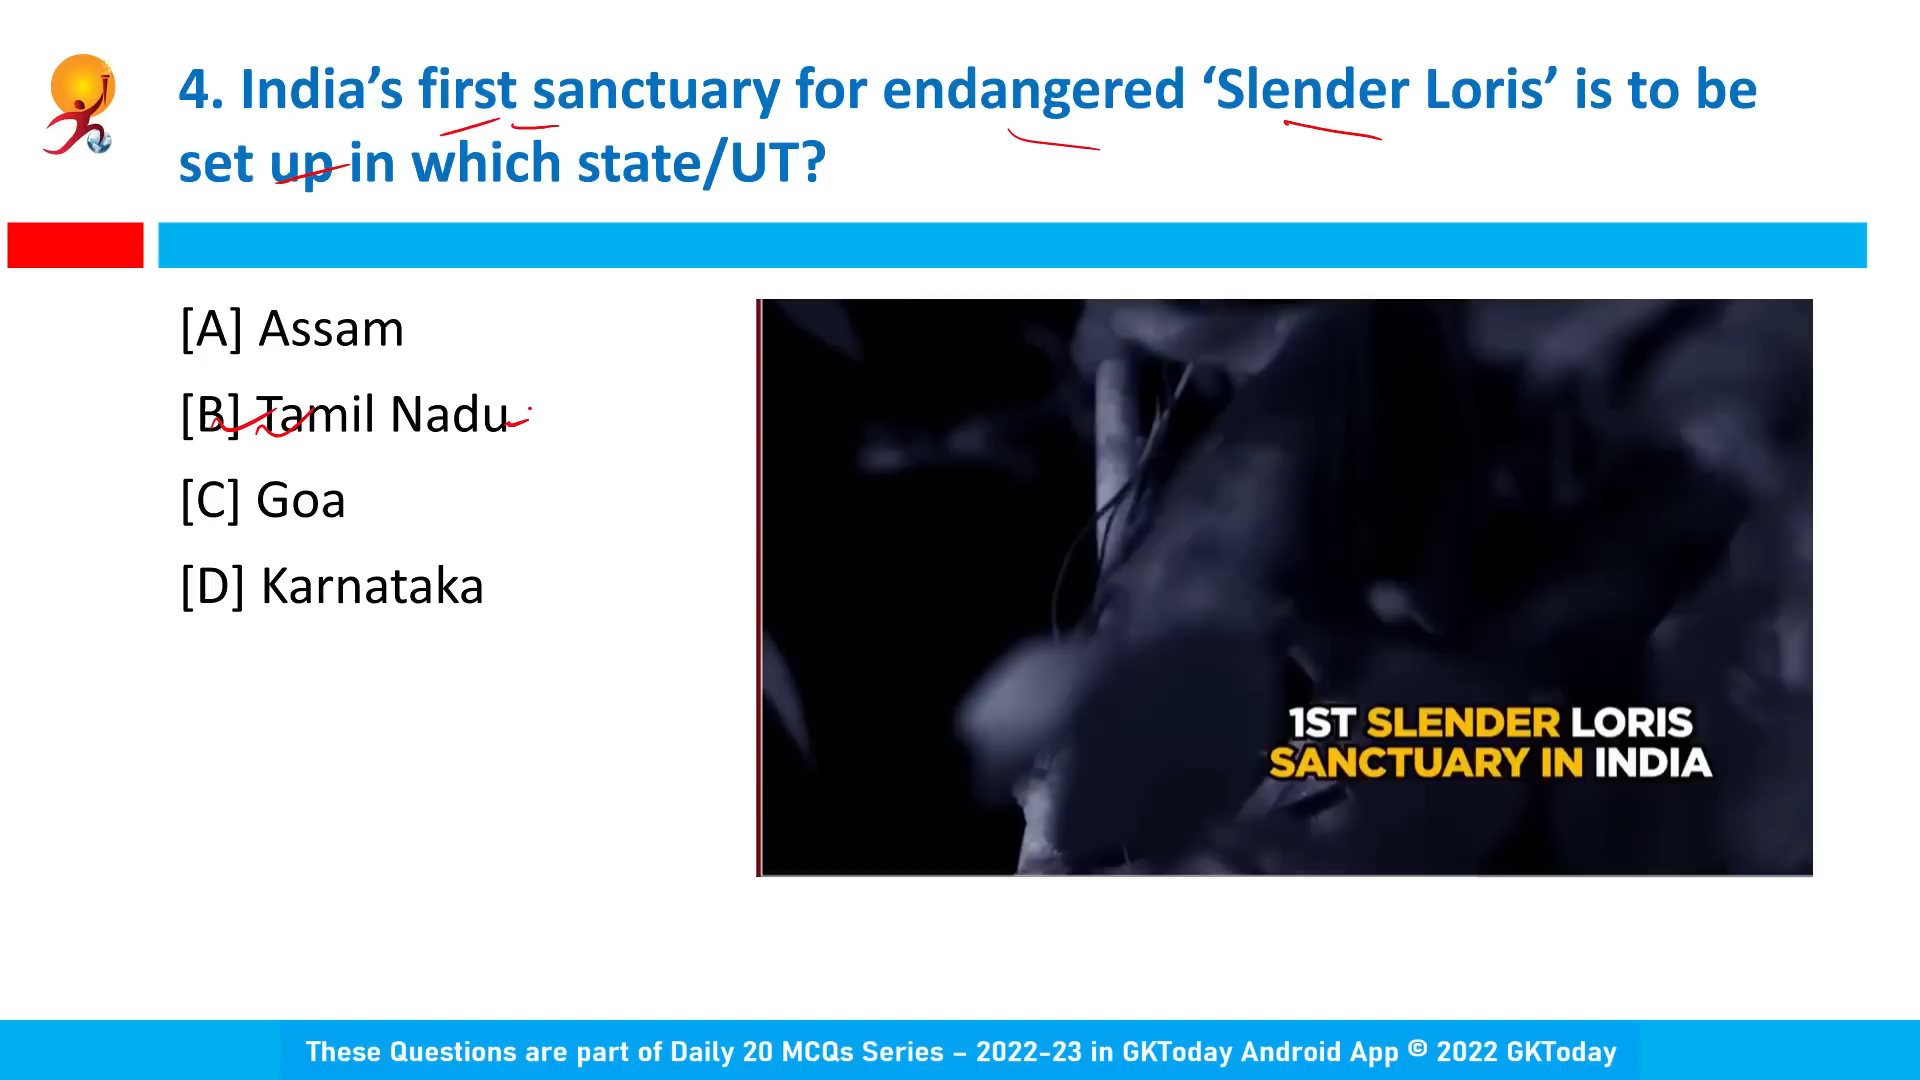 4. India’s first sanctuary for endangered ‘Slender Loris’ is to be
set up in which state/UT?
[A] Assam
[B] Tamil Nadu
[C] Goa
[D] Karnataka
1ST SLENDER LORIS
SANCTUARY IN INDIA
These Questions are part of Daily 20 MCQs Series – 2022-23 in GKToday Android App © 2022 GKToday